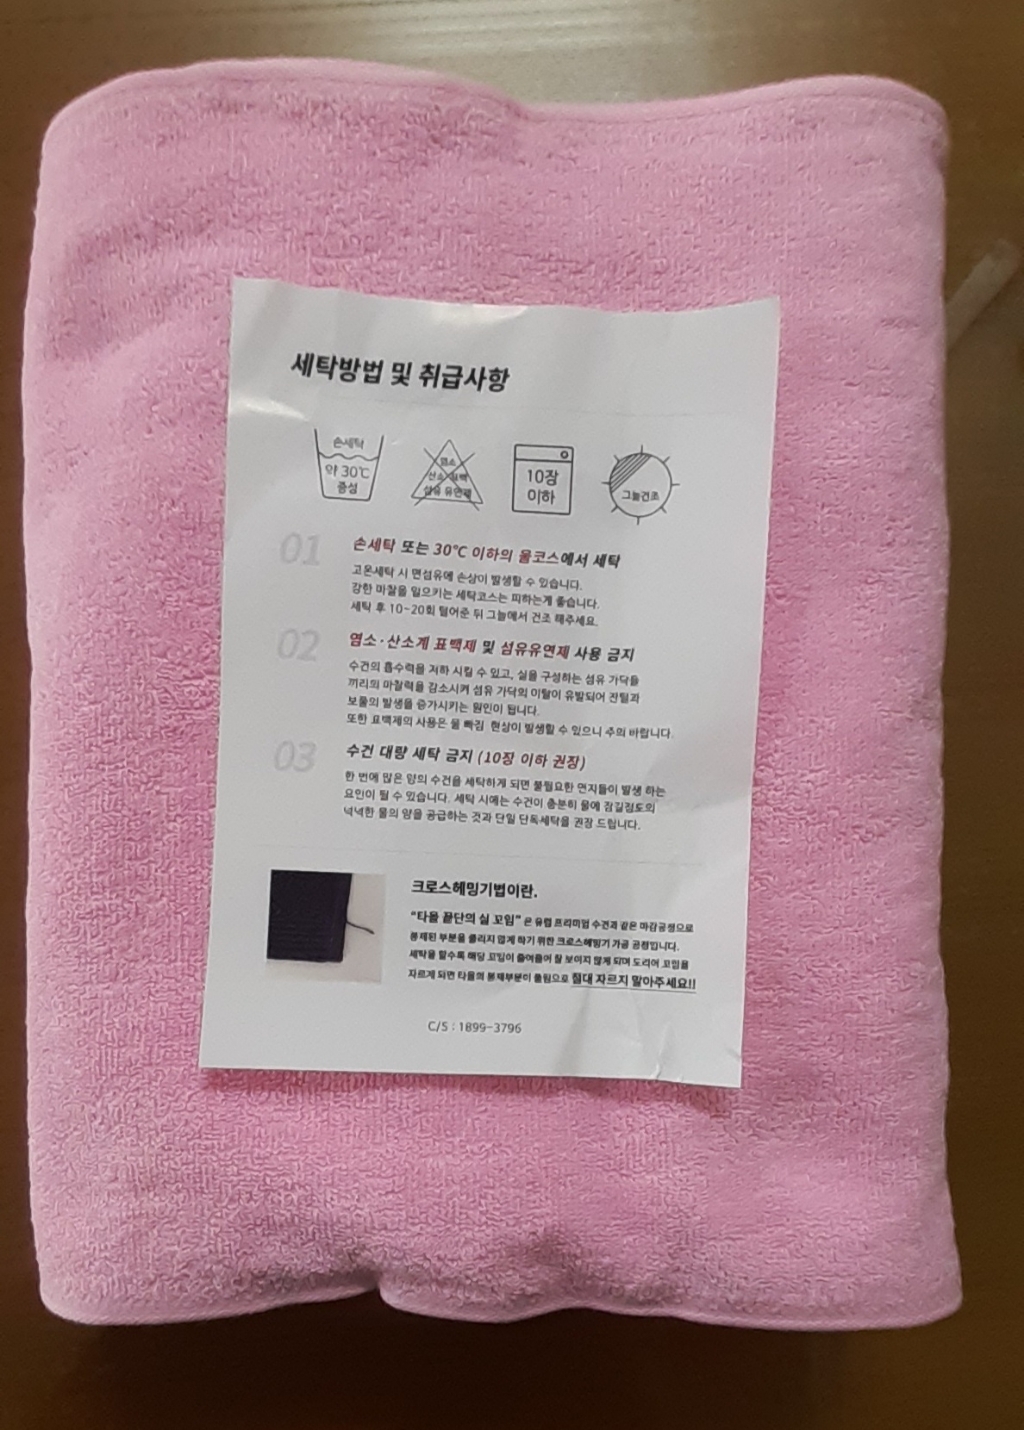 세탁방법 및 취급사항
손세탁
약 30℃
중성
염소
산소 표백
섬유 유연제
10장
이하
그늘건조
01
손세탁 또는 30℃ 이하의 울코스에서 세탁
고온세탁 시 면섬유에 손상이 발생할 수 있습니다.
강한 마찰을 일으키는 세탁코스는 피하는게 좋습니다.
세탁 후 10~20회 털어준 뒤 그늘에서 건조 해주세요.
02
염소·산소계 표백제 및 섬유유연제 사용 금지
수건의 흡수력을 저하 시킬 수 있고, 실을 구성하는 섬유 가닥들
끼리의 마찰력을 감소시켜 섬유 가닥의 이탈이 유발되어 잔털과
보풀의 발생을 증가시키는 원인이 됩니다.
또한 표백제의 사용은 물 빠짐 현상이 발생할 수 있으니 주의 바랍니다.
03
수건 대량 세탁 금지 (10장 이하 권장)
한 번에 많은 양의 수건을 세탁하게 되면 불필요한 먼지들이 발생 하는
요인이 될 수 있습니다. 세탁 시에는 수건이 충분히 물에 잠길정도의
넉넉한 물의 양을 공급하는 것과 단일 단독세탁을 권장 드립니다.
크로스헤밍기법이란.
"타올 끝단의 실 꼬임" 은 유럽 프리미엄 수건과 같은 마감공정으로
봉제된 부분을 풀리지 않게 하기 위한 크로스헤밍기 가공 공정입니다.
세탁을 할수록 해당 꼬임이 줄어들어 잘 보이지 않게 되며 도리어 꼬임을
자르게 되면 타올의 봉제부분이 풀림으로 절대 자르지 말아주세요!!
C/S : 1899-3796